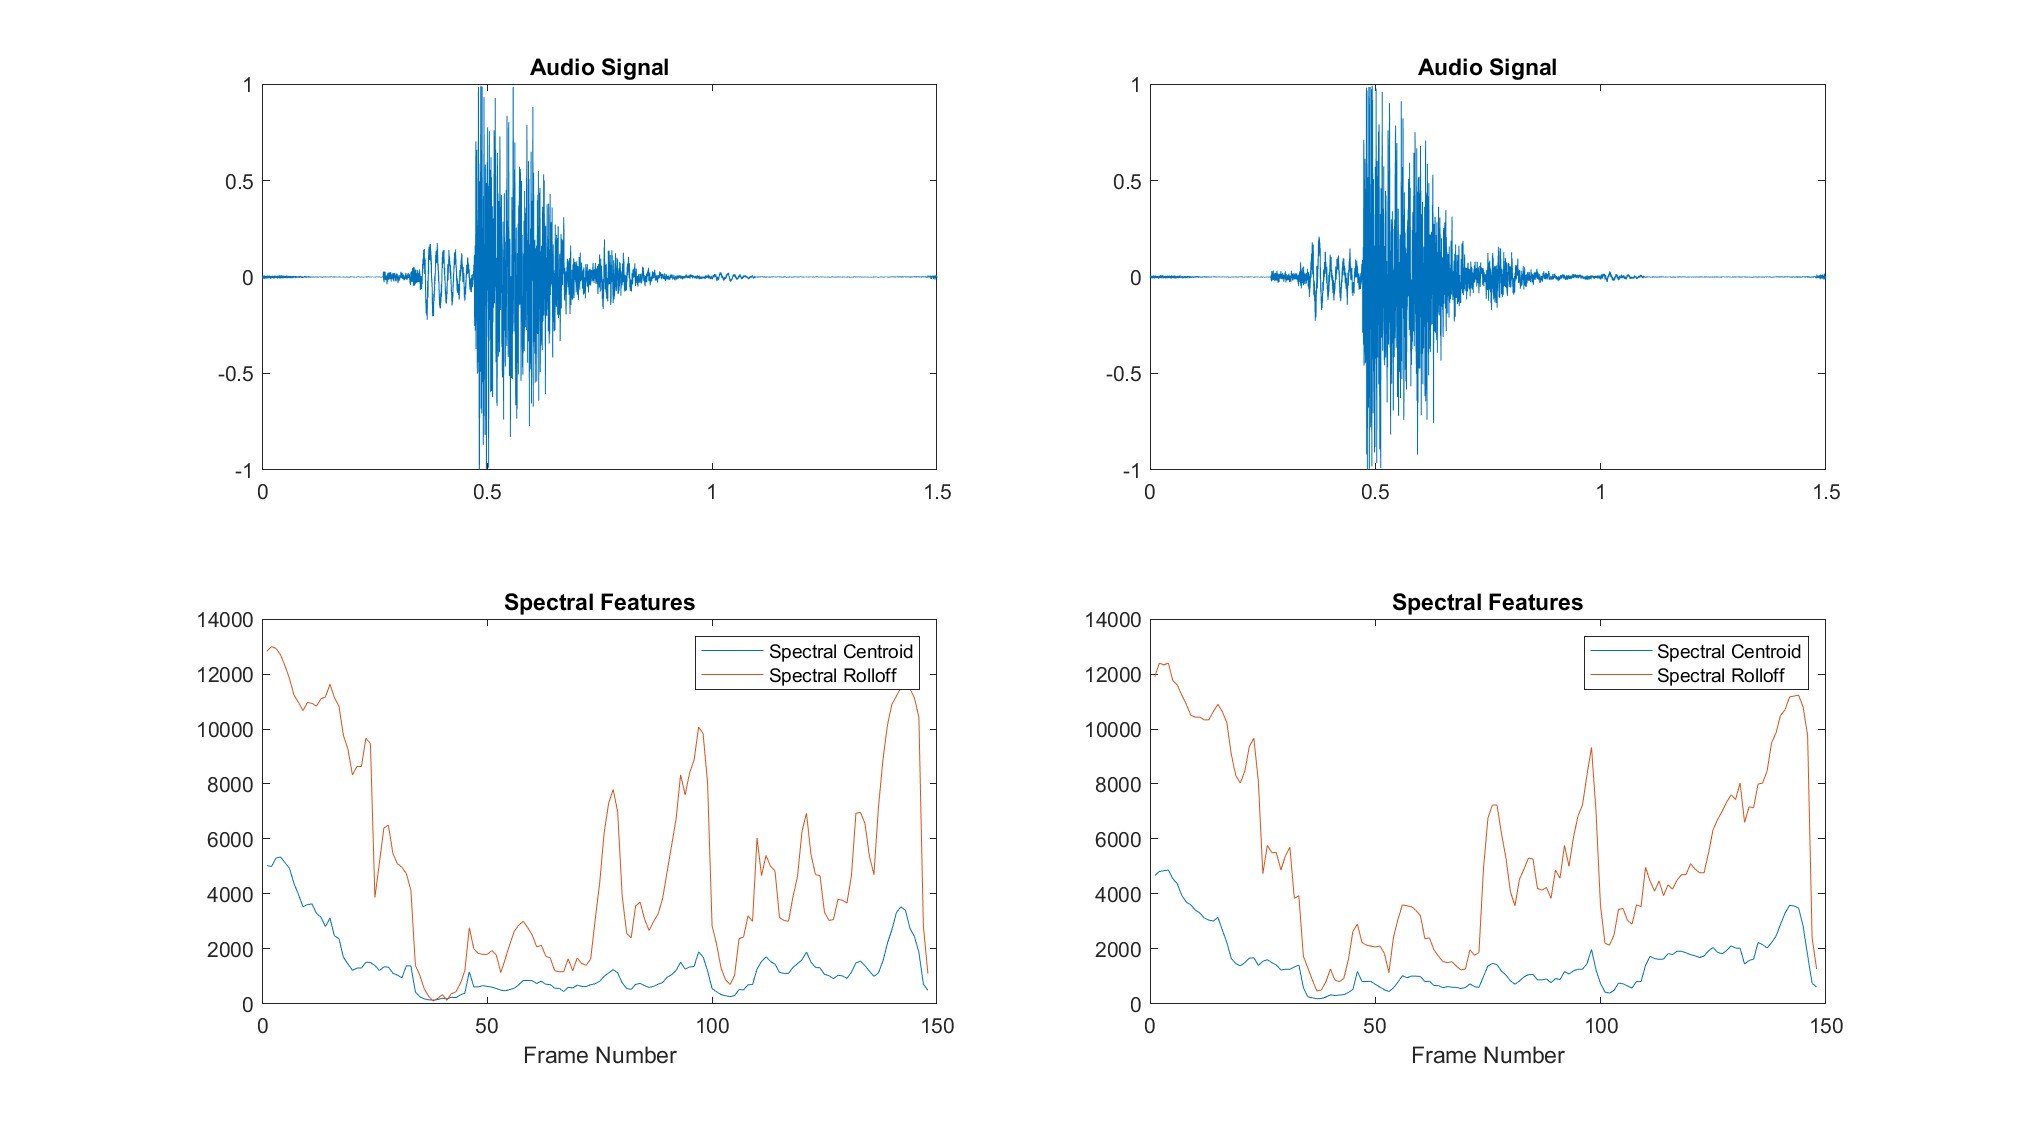 Audio Signal
1
0.5
0
-0.5
-1
0 0.5 1 1.5
Audio Signal
1
0.5
0
-0.5
-1
0 0.5 1 1.5
Spectral Features
14000
12000
10000
8000
6000
4000
2000
0
Spectral Centroid
Spectral Rolloff
0 50 100 150
Frame Number
Spectral Features
14000
12000
10000
8000
6000
4000
2000
0
Spectral Centroid
Spectral Rolloff
0 50 100 150
Frame Number